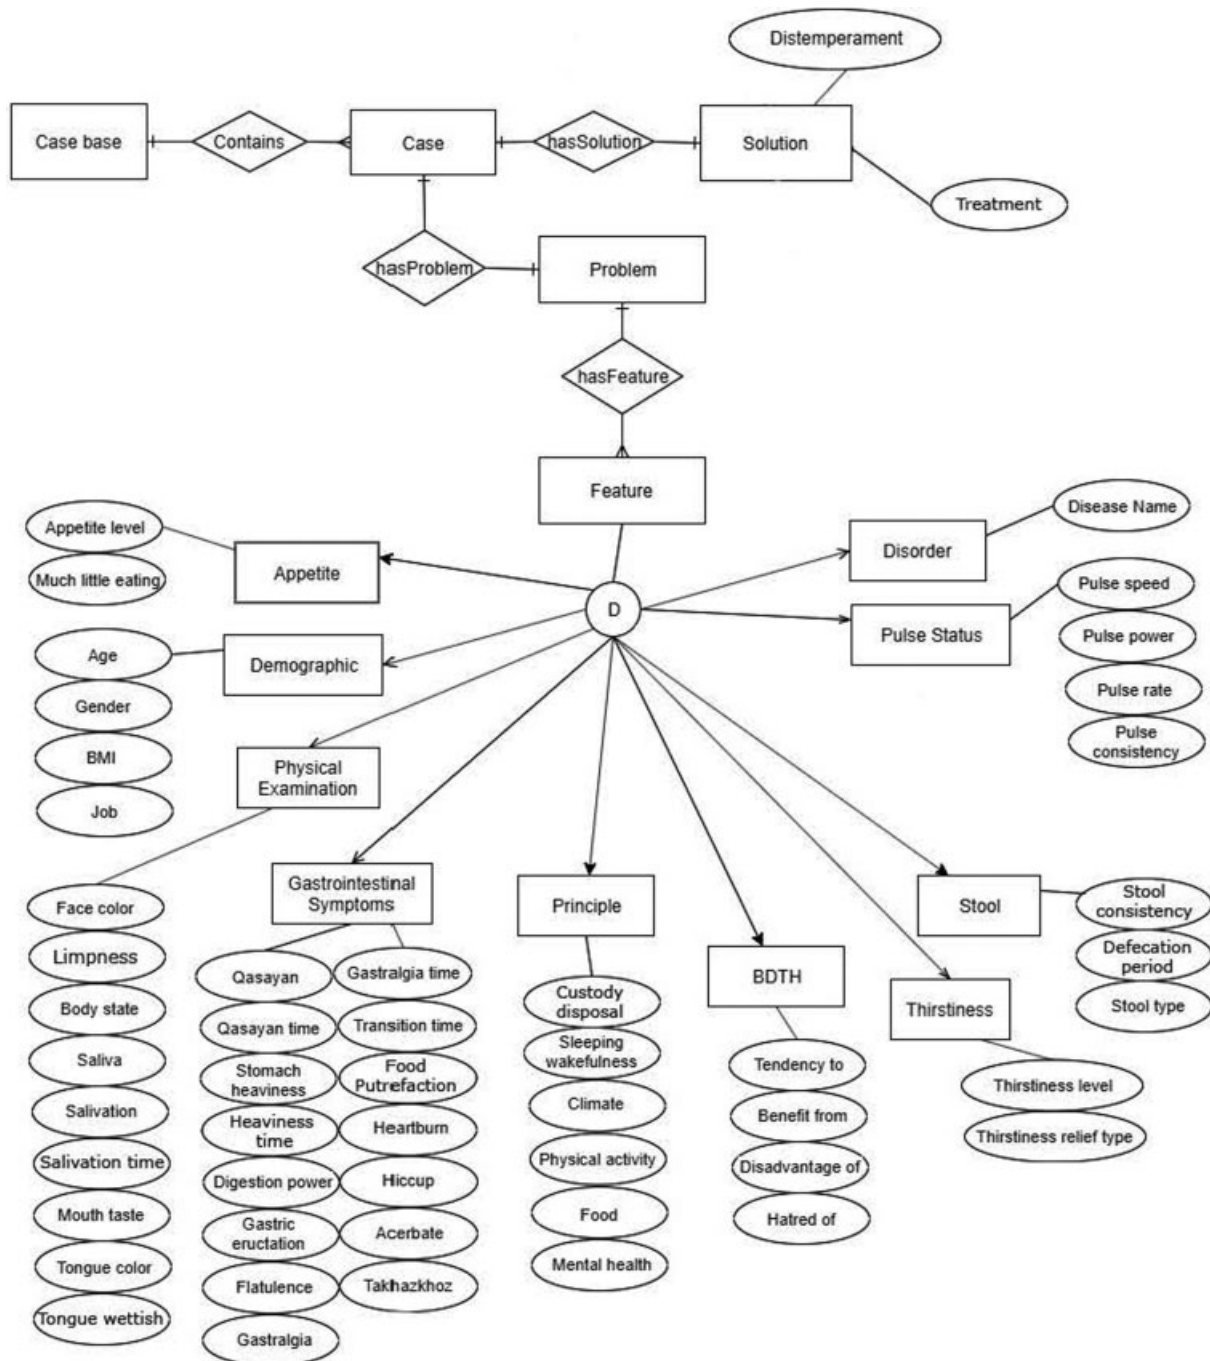 Distemperament
Case base
Contains
Case
hasSolution
Solution
Treatment
hasProblem
Problem
hasFeature
Feature
Appetite level
Much little eating
Appetite
Disorder
Disease Name
D
Pulse Status
Pulse speed
Pulse power
Pulse rate
Pulse
consistency
Age
Gender
BMI
Job
Demographic
Physical
Examination
Face color
Limpness
Body state
Saliva
Salivation
Salivation time
Mouth taste
Tongue color
Tongue wettish
Gastrointestinal
Symptoms
Qasayan
Qasayan time
Stomach
heaviness
Heaviness
time
Digestion power
Gastric
eructation
Flatulence
Gastralgia
Gastralgia time
Transition time
Food
Putrefaction
Heartburn
Hiccup
Acerbate
Takhazkhoz
Principle
Custody
disposal
Sleeping
wakefulness
Climate
Physical activity
Food
Mental health
BDTH
Tendency to
Benefit from
Disadvantage of
Hatred of
Stool
Stool
consistency
Defecation
period
Stool type
Thirstiness
Thirstiness level
Thirstiness relief type